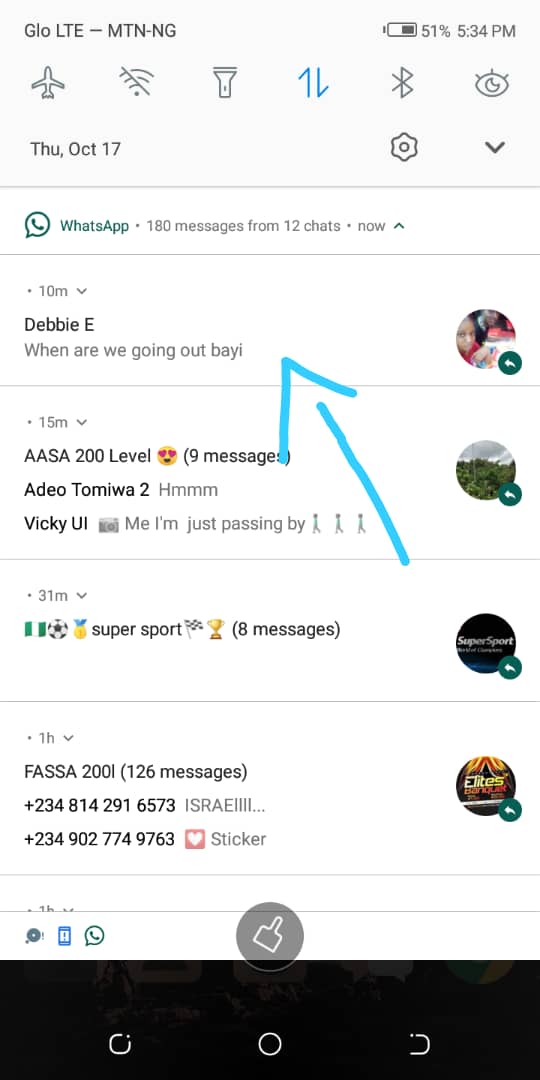 Glo LTE — MTN-NG 51% 5:34 PM
Thu, Oct 17
WhatsApp • 180 messages from 12 chats • now
• 10m
Debbie E
When are we going out bayi
• 15m
AASA 200 Level 😍 (9 messages)
Adeo Tomiwa 2 Hmmm
Vicky UI 📷 Me I'm just passing by🚶🚶🚶
• 31m
🇳🇬⚽🥇super sport🏁🏆 (8 messages)
SuperSport
World of Champions
• 1h
FASSA 200l (126 messages)
Elites
Banquet
+234 814 291 6573 ISRAEIIII...
+234 902 774 9763 💟 Sticker
• 1h